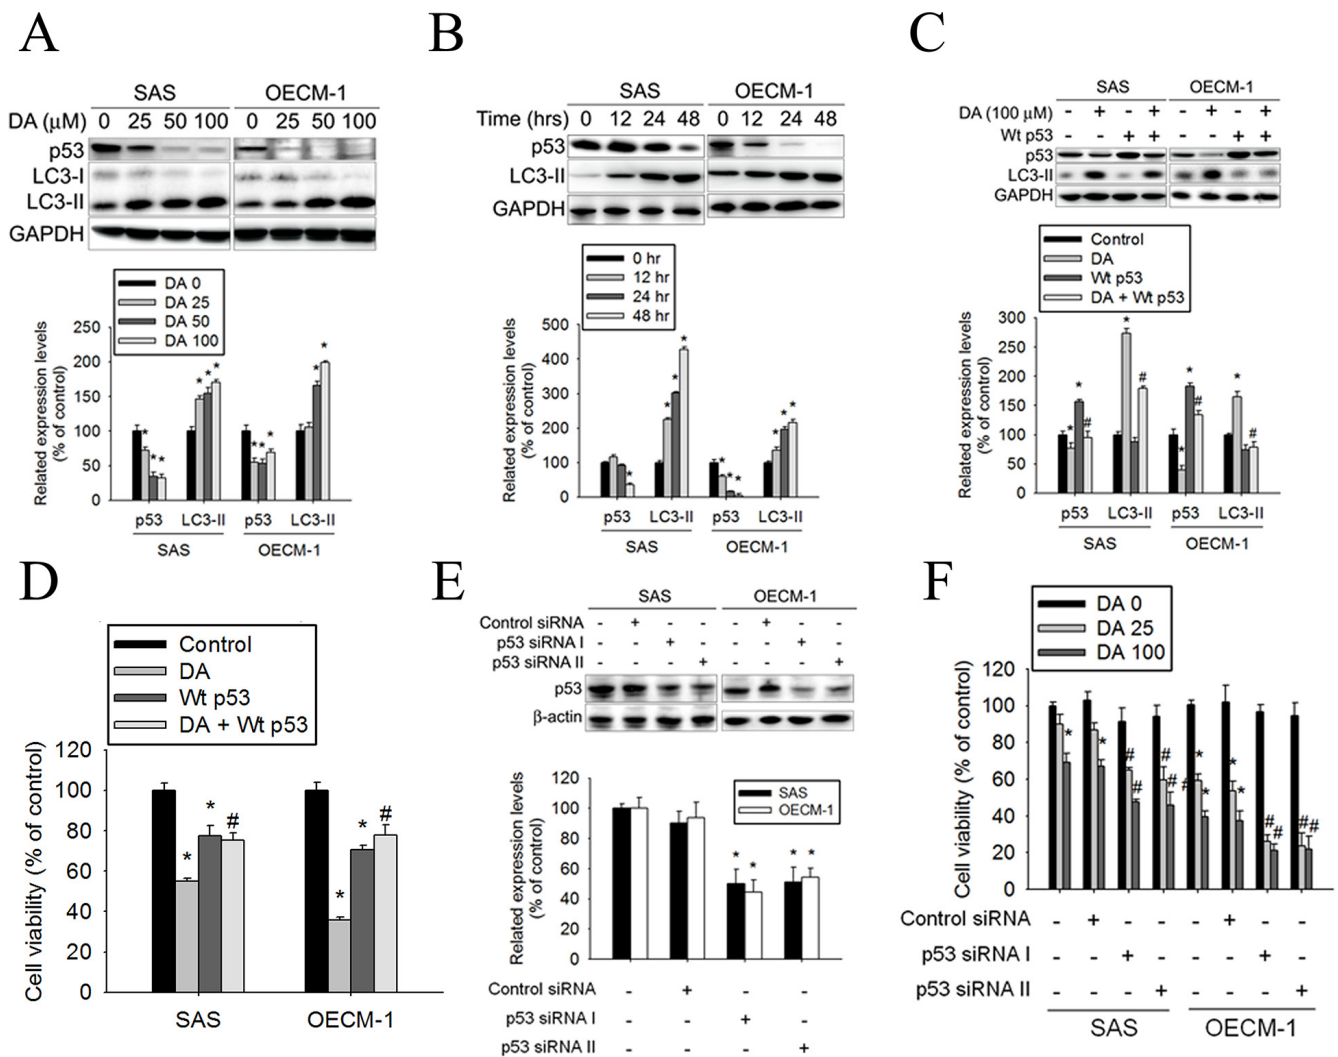 A
SAS OECM-1
DA (μM) 0 25 50 100 0 25 50 100
p53
LC3-I
LC3-II
GAPDH
DA 0
DA 25
DA 50
DA 100
Related expression levels
(% of control)
250
200
150
100
50
0
* * * * * * * * * * *
p53 LC3-II p53 LC3-II
SAS OECM-1
B
SAS OECM-1
Time (hrs) 0 12 24 48 0 12 24 48
p53
LC3-II
GAPDH
0 hr
12 hr
24 hr
48 hr
Related expression levels
(% of control)
500
400
300
200
100
0
* * * * * * * * * *
p53 LC3-II p53 LC3-II
SAS OECM-1
C
SAS OECM-1
DA (100 μM) - + - + - + - +
Wt p53 - - + + - - + +
p53
LC3-II
GAPDH
Control
DA
Wt p53
DA + Wt p53
Related expression levels
(% of control)
300
250
200
150
100
50
0
* * # * # * * # * #
p53 LC3-II p53 LC3-II
SAS OECM-1
D
Control
DA
Wt p53
DA + Wt p53
Cell viability (% of control)
120
100
80
60
40
20
0
* * # * * #
SAS OECM-1
E
SAS OECM-1
Control siRNA - + - - - + - -
p53 siRNA I - - + - - - + -
p53 siRNA II - - - + - - - +
p53
β-actin
SAS
OECM-1
Related expression levels
(% of control)
120
100
80
60
40
20
0
* * * *
Control siRNA - + - -
p53 siRNA I - - + -
p53 siRNA II - - - +
F
DA 0
DA 25
DA 100
Cell viability (% of control)
120
100
80
60
40
20
0
* * # # # # # * * * * # # # #
Control siRNA - + - - - + - -
p53 siRNA I - - + - - - + -
p53 siRNA II - - - + - - - +
SAS OECM-1